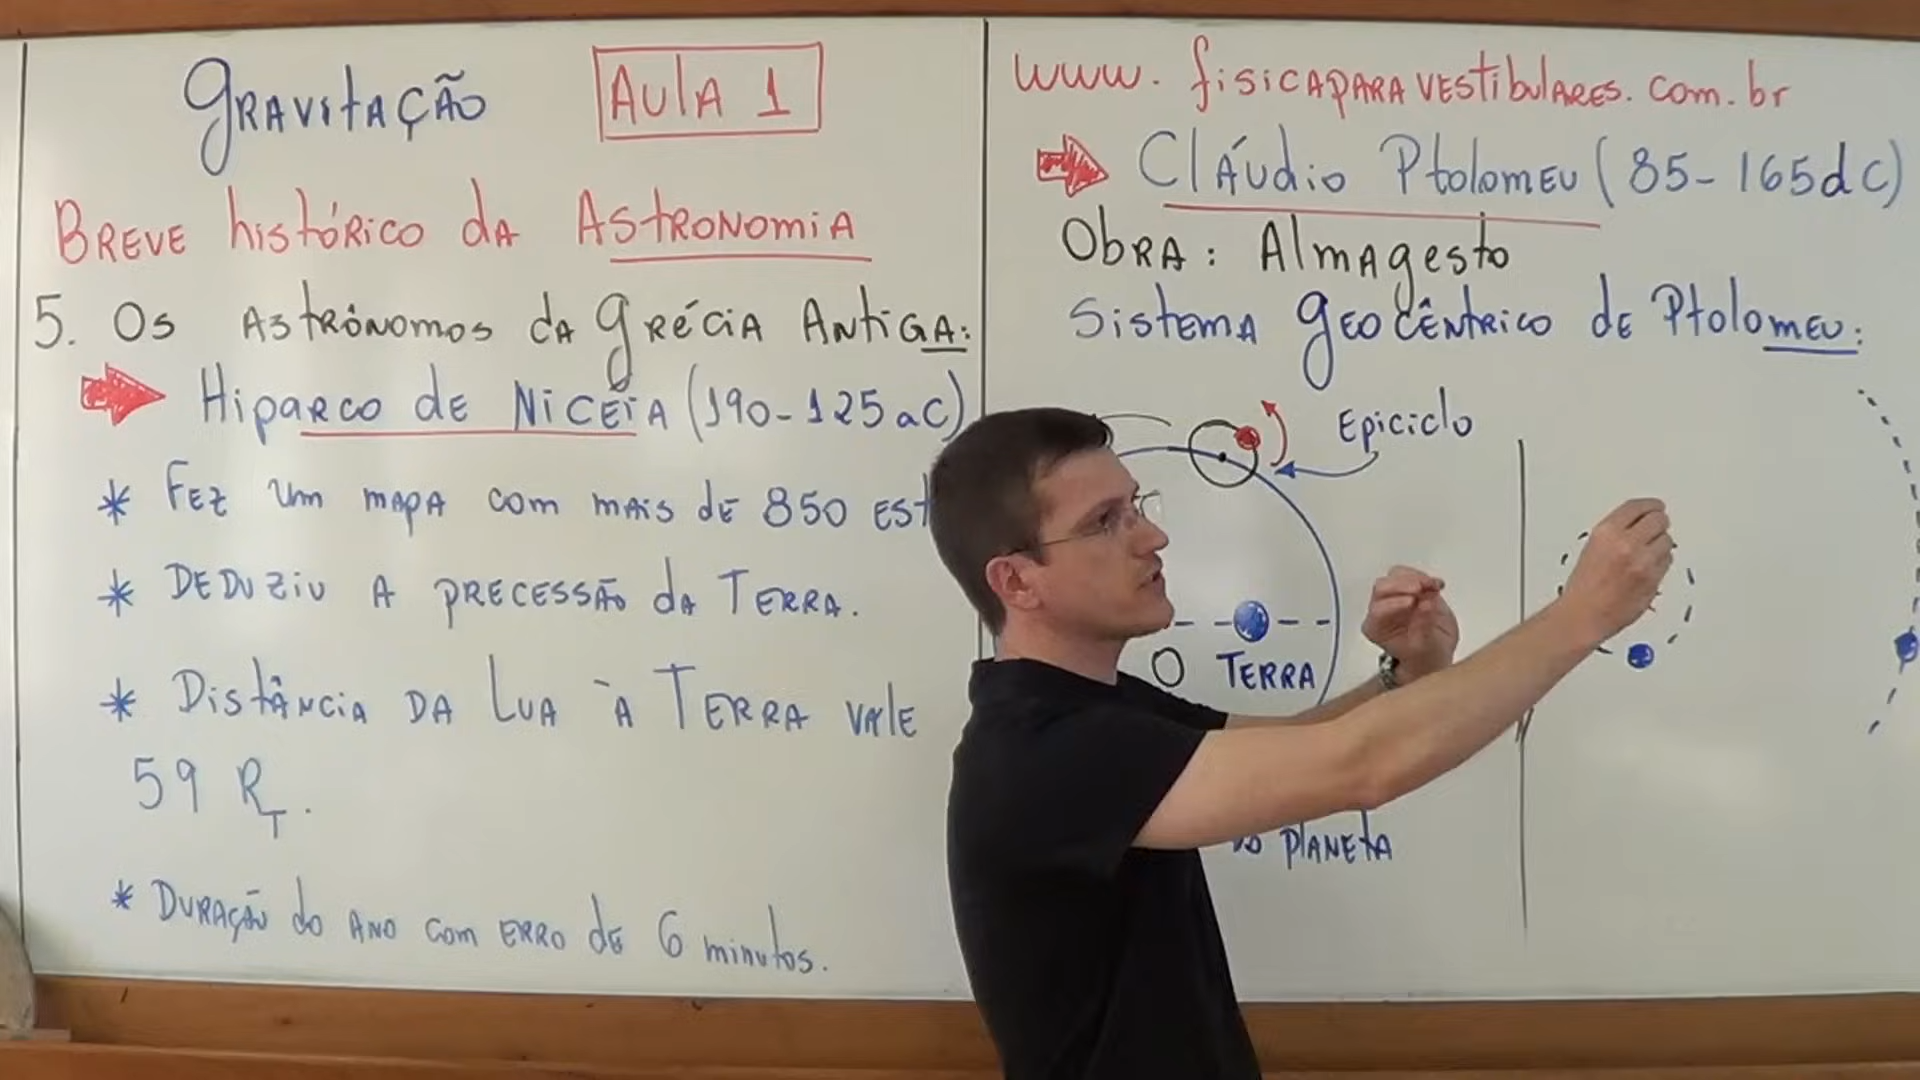 Gravitação
Aula 1
Breve histórico da Astronomia
5. Os Astrônomos da Grécia Antiga:
Hiparco de Nicéia (190-125 aC)
* Fez um mapa com mais de 850
* Deduziu a precessão da Terra.
* Distância da Lua à Terra vale
59 RT.
* Duração do ano com erro de 6 minutos.
www.fisicaparavestibulares.com.br
Cláudio Ptolomeu (85-165dC)
Obra: Almagesto
Sistema Geocêntrico de Ptolomeu:
Epiciclo
O Terra
planeta